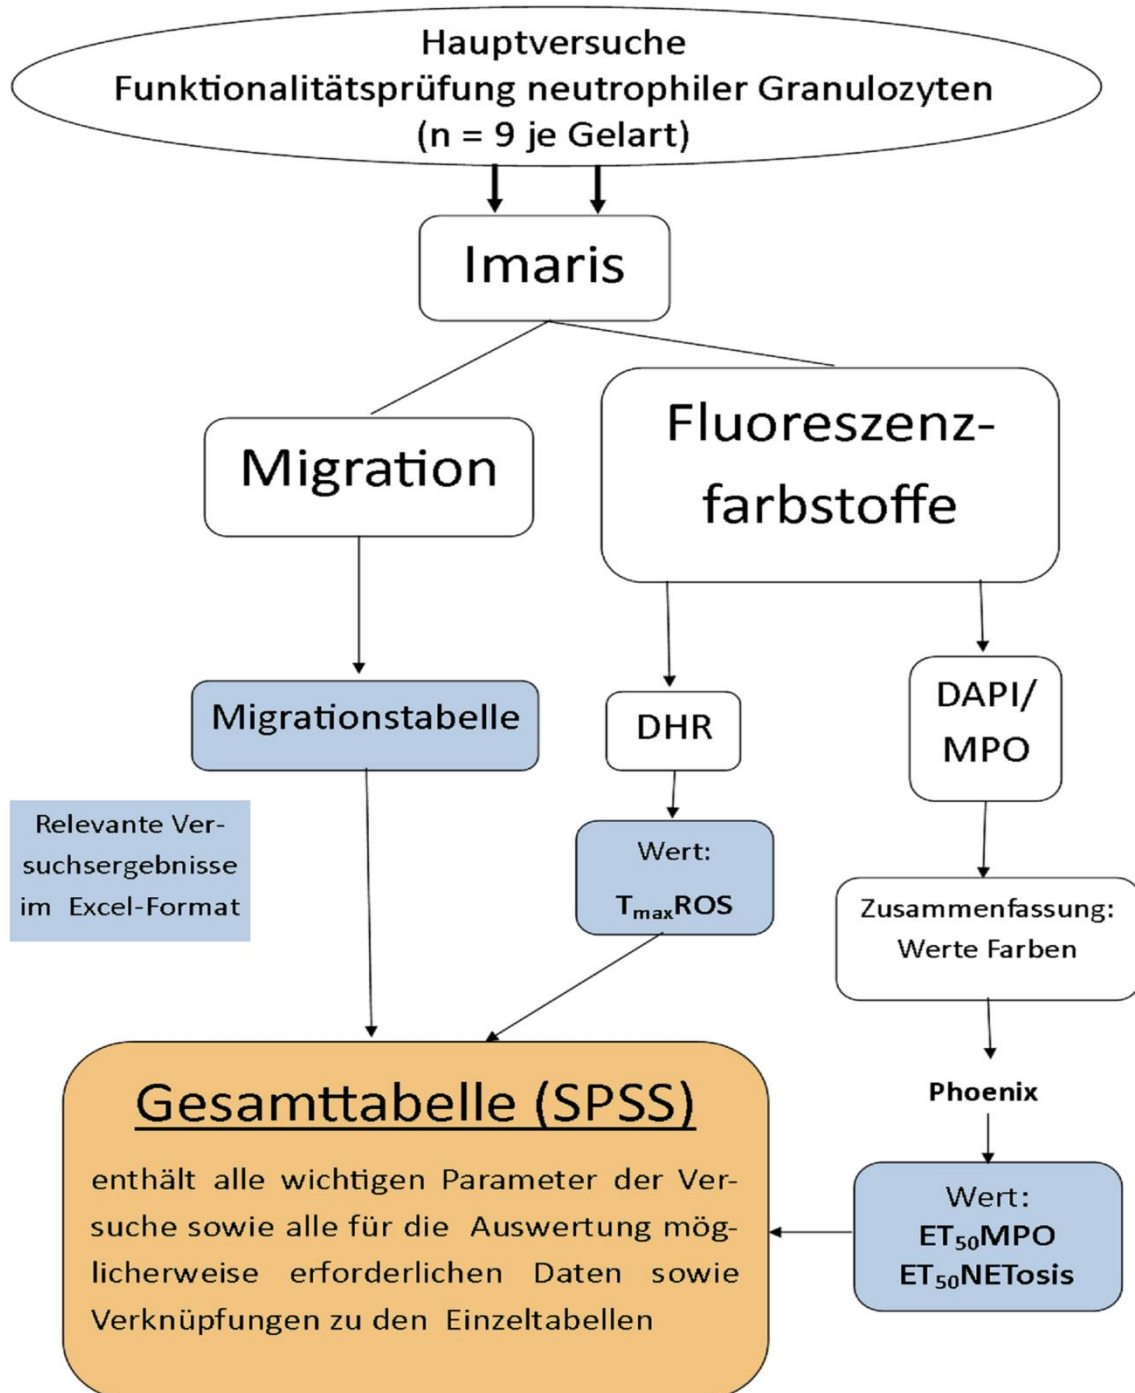 Hauptversuche
Funktionalitätsprüfung neutrophiler Granulozyten
(n = 9 je Gelart)
Imaris
Migration
Fluoreszenz-
farbstoffe
Migrationstabelle
DHR
DAPI/
MPO
Relevante Ver-
suchsergebnisse
im Excel-Format
Wert:
TmaxROS
Zusammenfassung:
Werte Farben
Phoenix
Wert:
ET₅₀MPO
ET₅₀NETosis
Gesamttabelle (SPSS)
enthält alle wichtigen Parameter der Ver-
suche sowie alle für die Auswertung mög-
licherweise erforderlichen Daten sowie
Verknüpfungen zu den Einzeltabellen